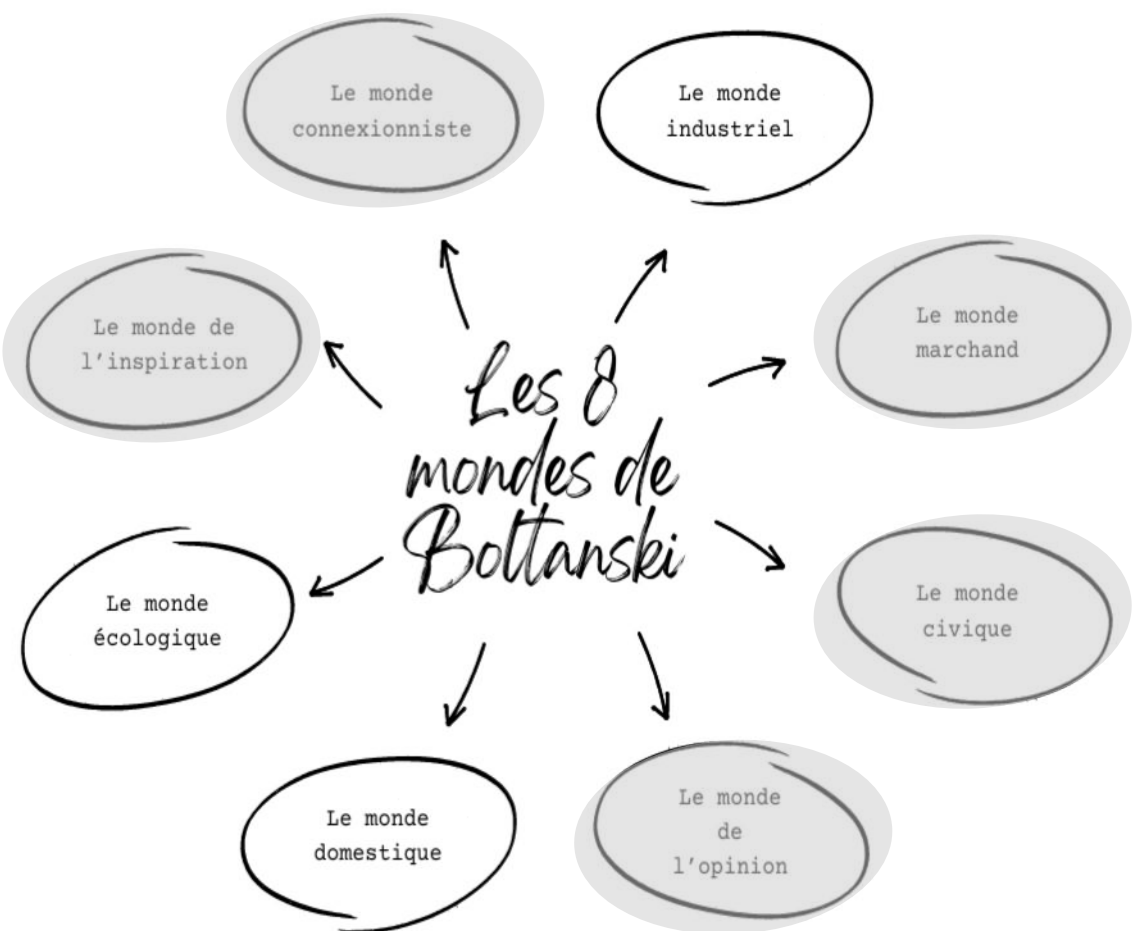 Le monde
connexionniste
Le monde
industriel
Le monde de
l'inspiration
Le monde
marchand
Les 8
mondes de
Boltanski
Le monde
écologique
Le monde
civique
Le monde
domestique
Le monde
de
l'opinion